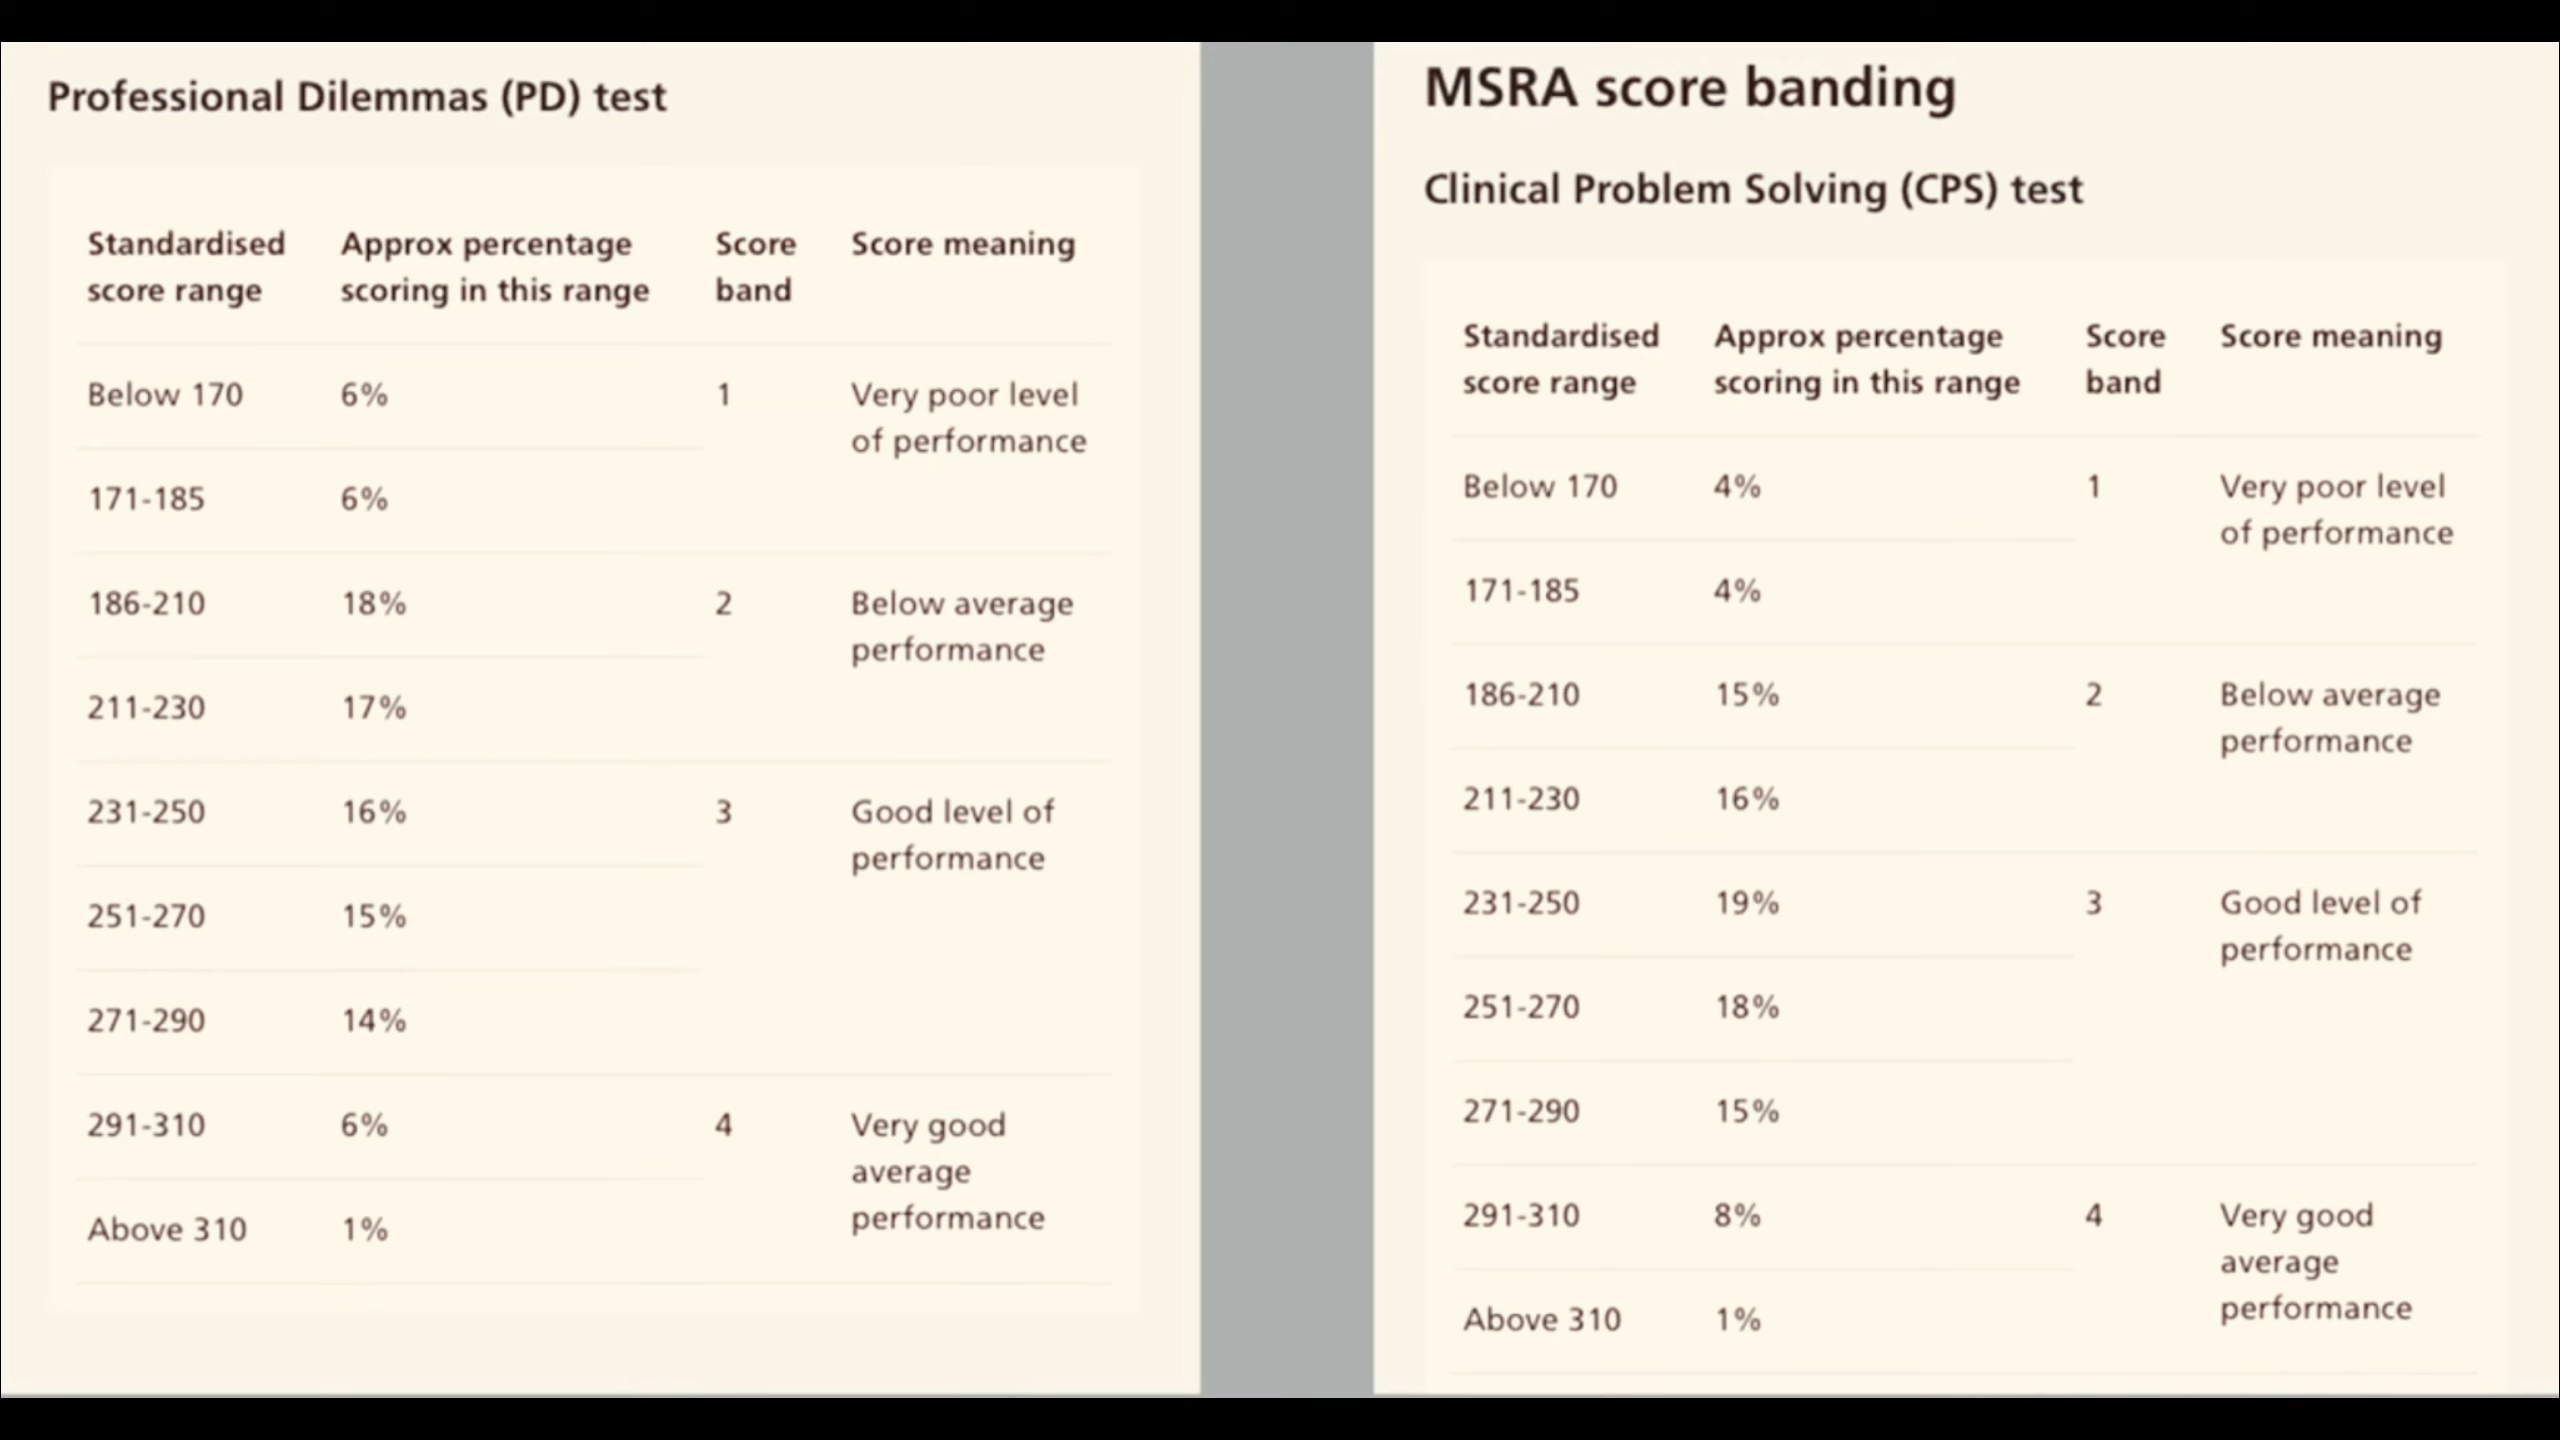 Professional Dilemmas (PD) test
Standardised score range | Approx percentage scoring in this range | Score band | Score meaning
Below 170 | 6% | 1 | Very poor level of performance
171-185 | 6%
186-210 | 18% | 2 | Below average performance
211-230 | 17%
231-250 | 16% | 3 | Good level of performance
251-270 | 15%
271-290 | 14%
291-310 | 6% | 4 | Very good average performance
Above 310 | 1%
MSRA score banding
Clinical Problem Solving (CPS) test
Standardised score range | Approx percentage scoring in this range | Score band | Score meaning
Below 170 | 4% | 1 | Very poor level of performance
171-185 | 4%
186-210 | 15% | 2 | Below average performance
211-230 | 16%
231-250 | 19% | 3 | Good level of performance
251-270 | 18%
271-290 | 15%
291-310 | 8% | 4 | Very good average performance
Above 310 | 1%